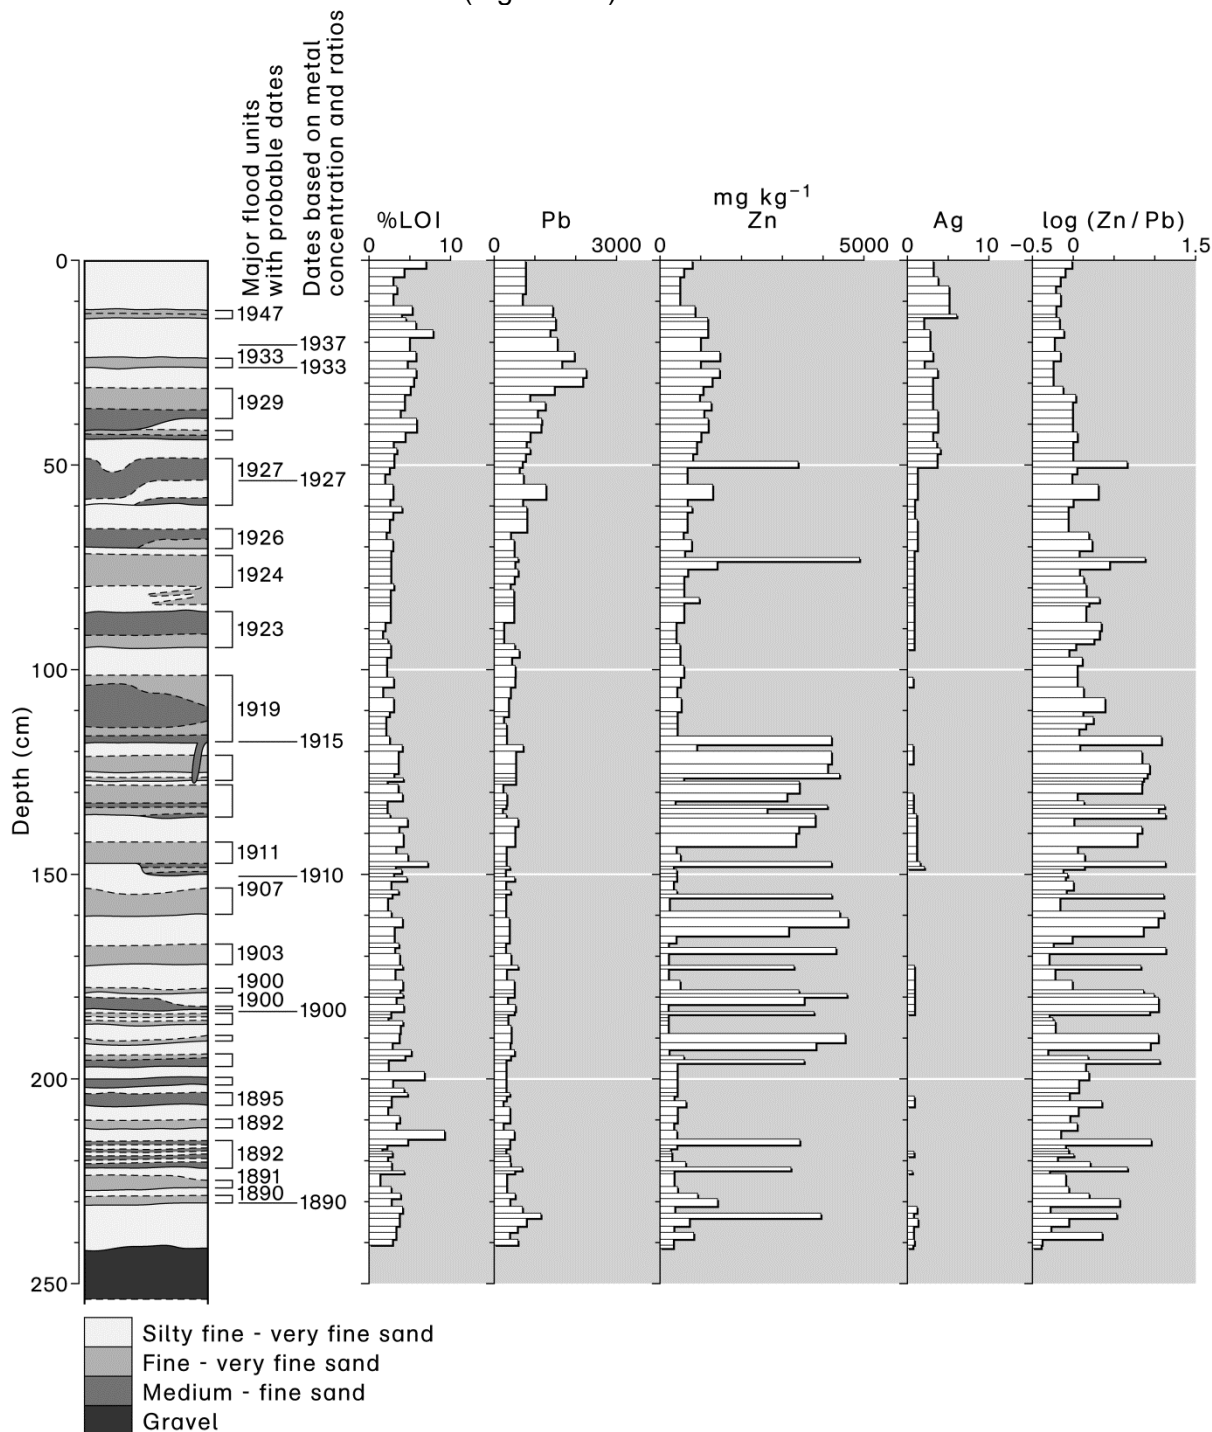 Major flood units
with probable dates
Dates based on metal
concentration and ratios
mg kg⁻¹
%LOI Pb Zn Ag log (Zn / Pb)
0 10 0 3000 0 5000 0 10 −0.5 0 1.5
Depth (cm)
0
1947
1937
1933
1933
1929
50
1927
1927
1926
1924
1923
100
1919
1915
1911
150
1910
1907
1903
1900
1900
1900
200
1895
1892
1892
1891
1890
1890
250
Silty fine - very fine sand
Fine - very fine sand
Medium - fine sand
Gravel